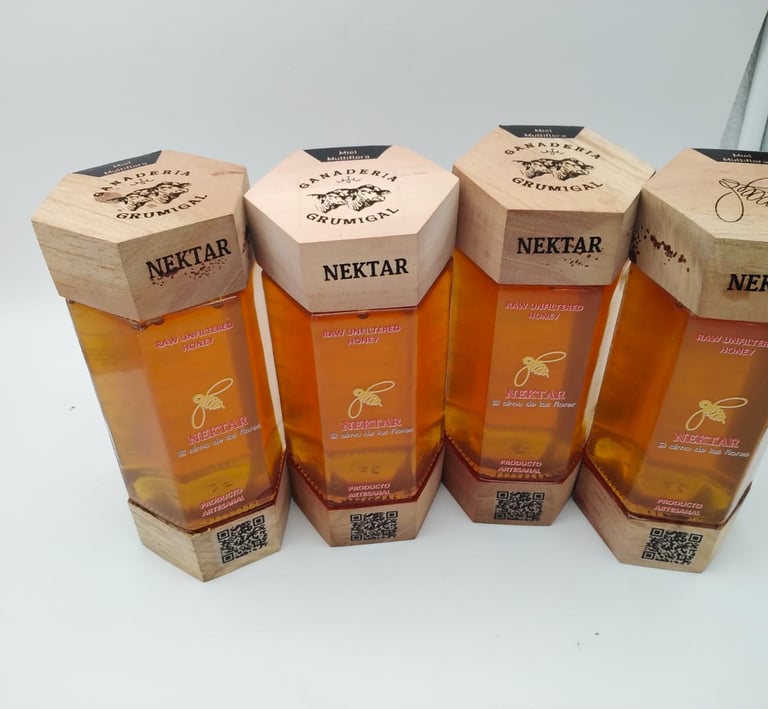 Miel
Multiflora
GANADERIA
GRUMIGAL
NEKTAR
RAW UNFILTERED
HONEY
NEKTAR
El alma de las flores
PRODUCTO
ARTESANAL
Miel
Multiflora
GANADERIA
GRUMIGAL
NEKTAR
RAW UNFILTERED
HONEY
NEKTAR
El alma de las flores
PRODUCTO
ARTESANAL
Miel
Multiflora
GANADERIA
GRUMIGAL
NEKTAR
RAW UNFILTERED
HONEY
NEKTAR
El alma de las flores
PRODUCTO
ARTESANAL
Miel
Multiflora
NEK
RAW UNFILTERE
HONEY
NEKTAR
El alma de las flores
PRODUCTO
ARTESANAL